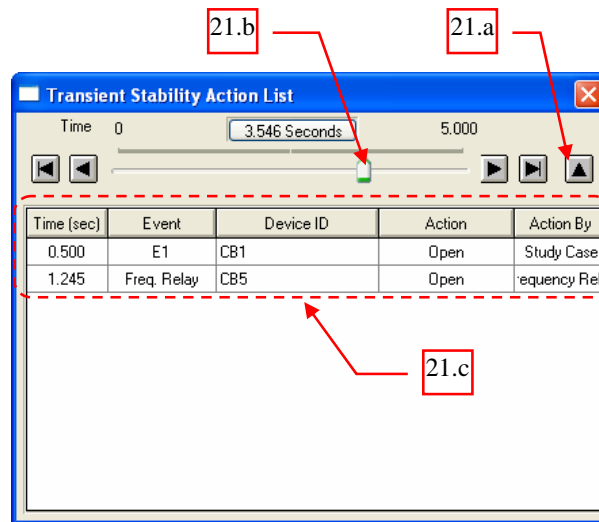 21.b 21.a
Transient Stability Action List
Time 0 3.546 Seconds 5.000
Time (sec) Event Device ID Action Action By
0.500 E1 CB1 Open Study Case
1.245 Freq. Relay CB5 Open requency Rel
21.c